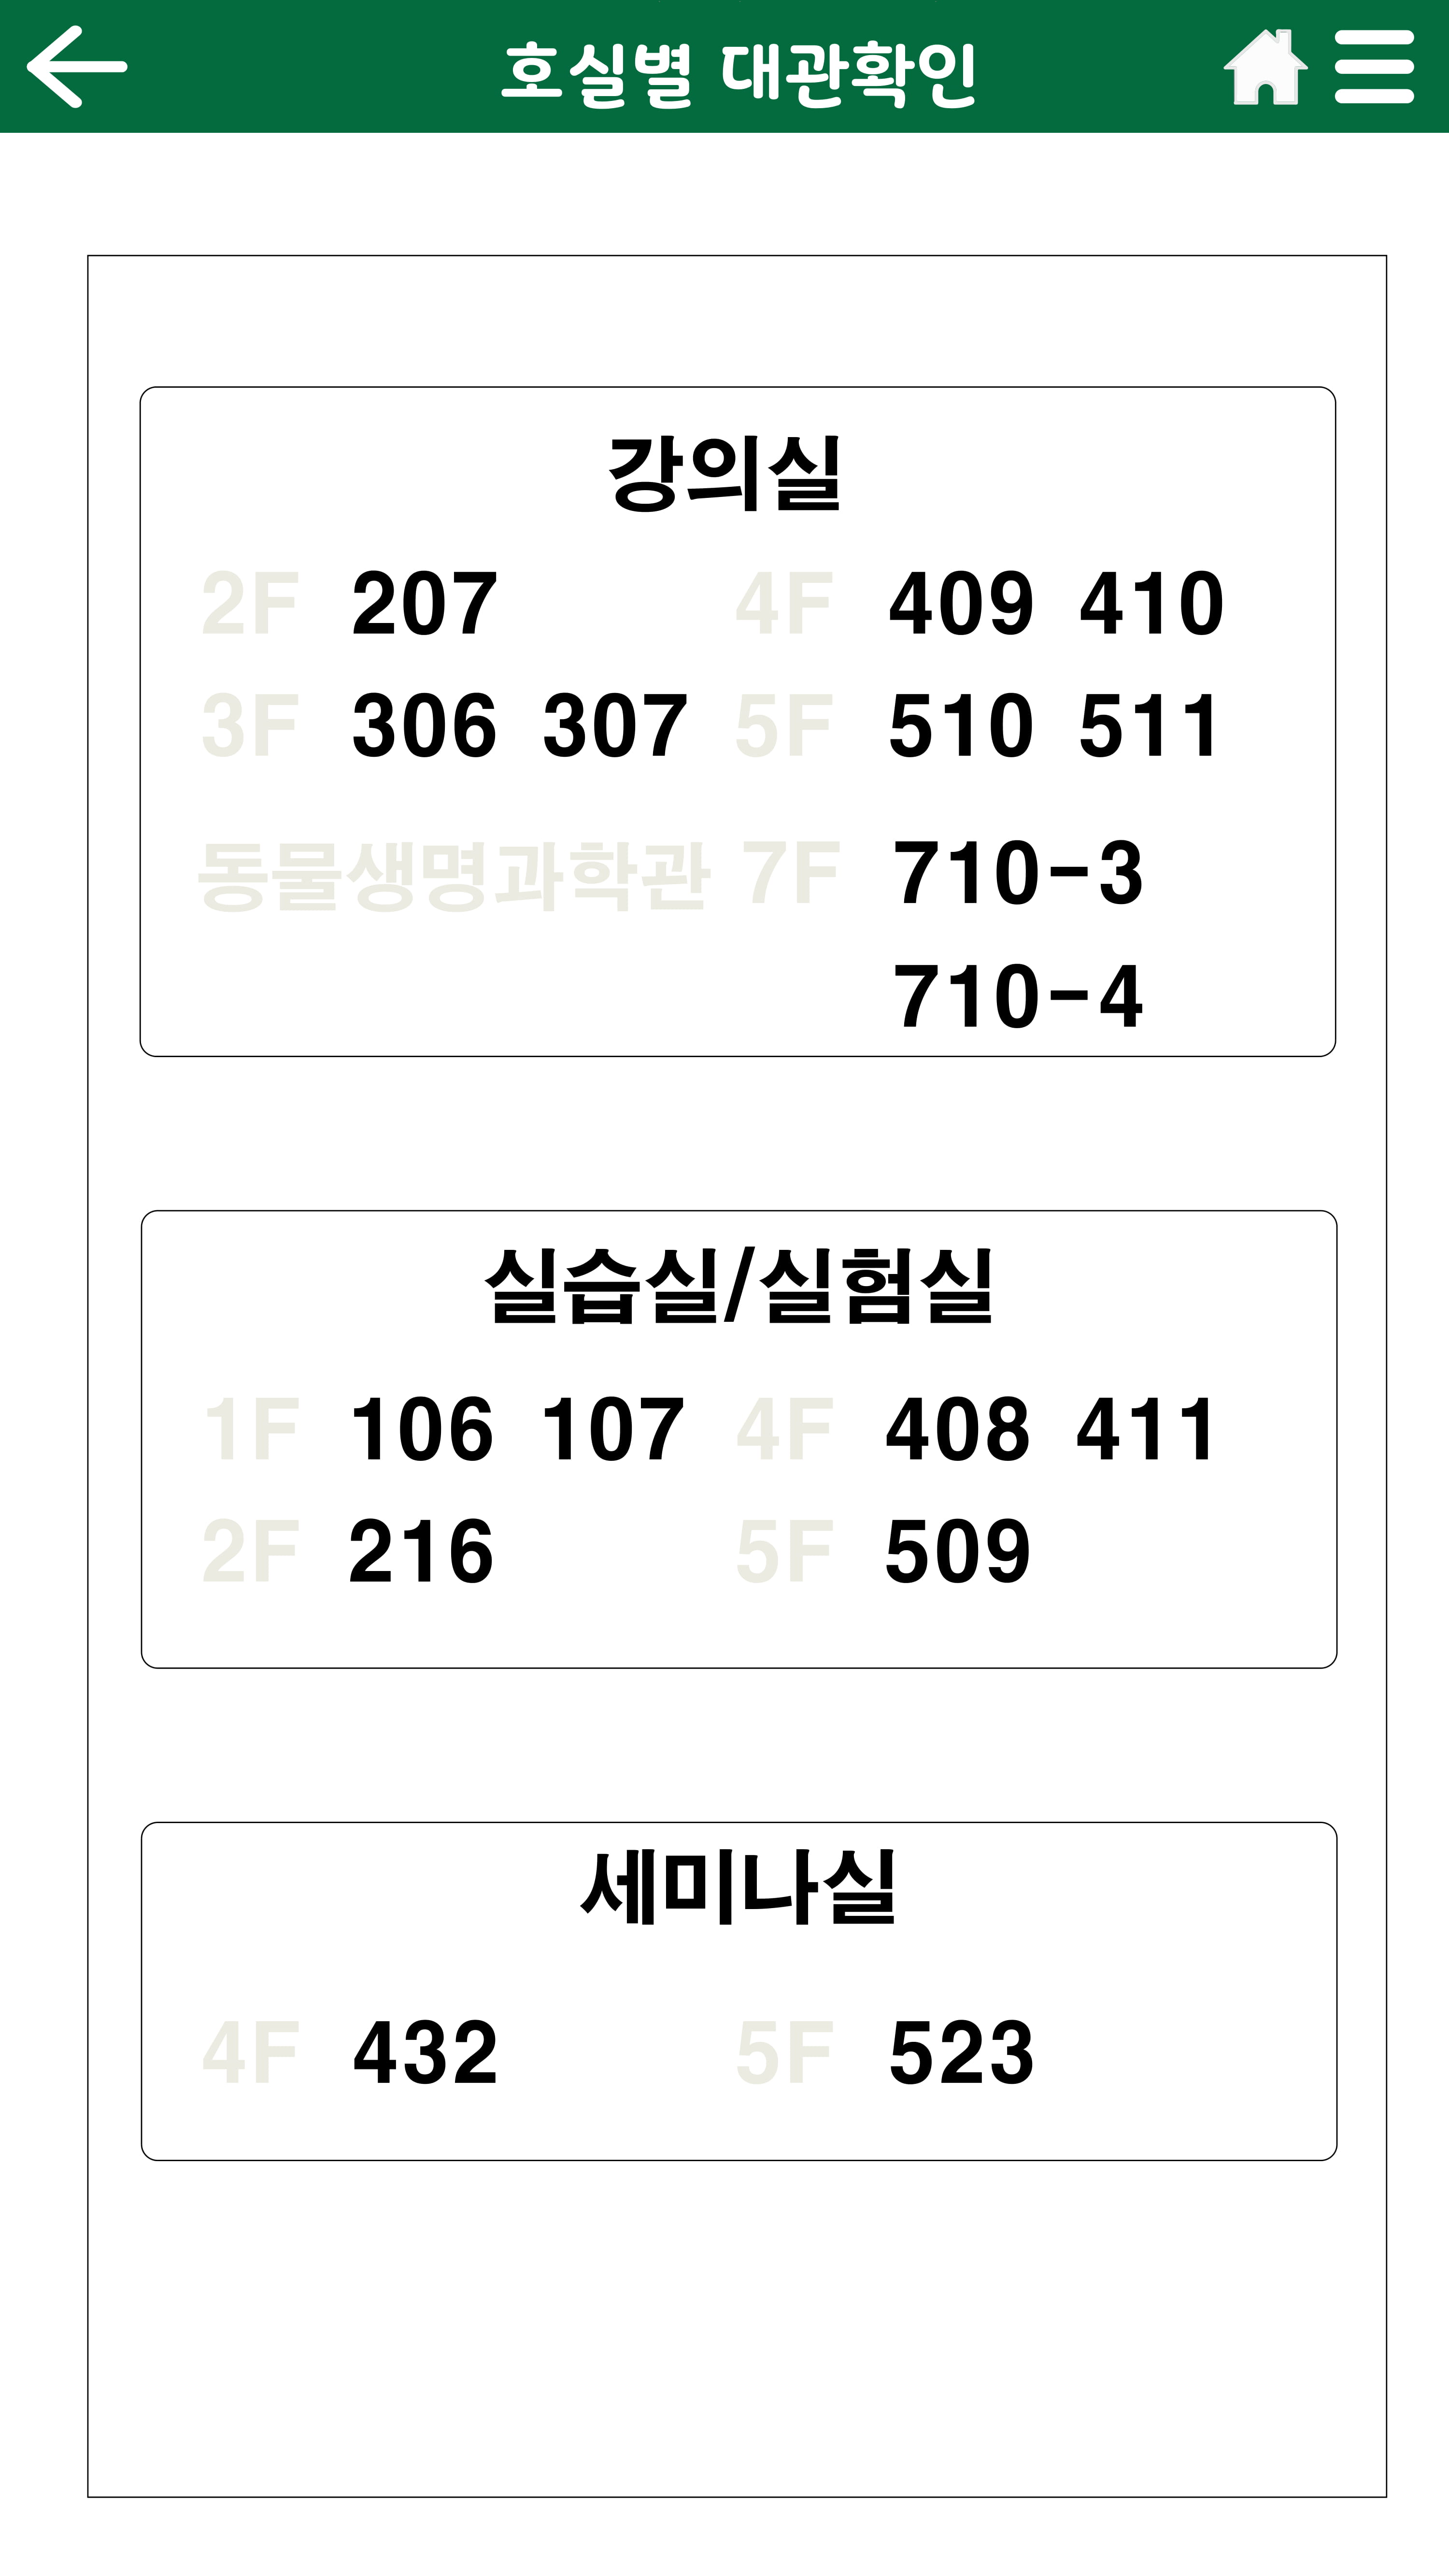 호실별 대관확인
강의실
2F 207 4F 409 410
3F 306 307 5F 510 511
동물생명과학관 7F 710-3
710-4
실습실/실험실
1F 106 107 4F 408 411
2F 216 5F 509
세미나실
4F 432 5F 523